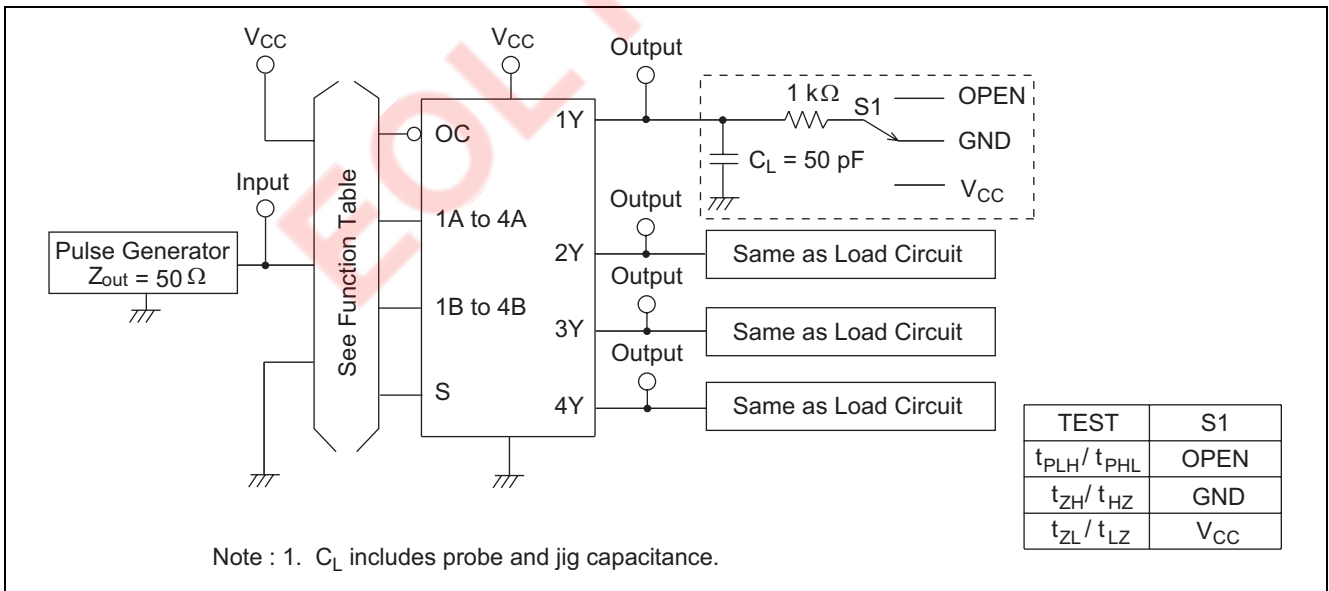 VCC
VCC
Output
1 kΩ
S1
OPEN
GND
VCC
CL = 50 pF
1Y
OC
Input
See Function Table
1A to 4A
Output
2Y
Same as Load Circuit
Pulse Generator
Zout = 50 Ω
1B to 4B
Output
3Y
Same as Load Circuit
Output
S
4Y
Same as Load Circuit
TEST S1
tPLH / tPHL OPEN
tZH / tHZ GND
tZL / tLZ VCC
Note : 1. CL includes probe and jig capacitance.